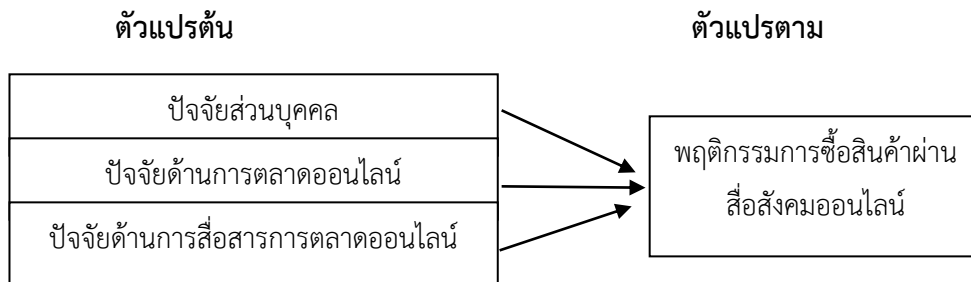 ตัวแปรต้น
ตัวแปรตาม
ปัจจัยส่วนบุคคล
ปัจจัยด้านการตลาดออนไลน์
ปัจจัยด้านการสื่อสารการตลาดออนไลน์
พฤติกรรมการซื้อสินค้าผ่าน
สื่อสังคมออนไลน์